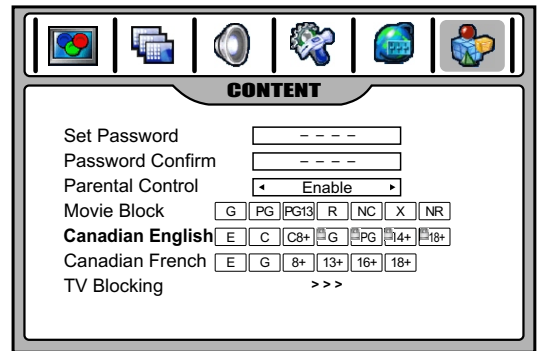 CONTENT
Set Password – – – –
Password Confirm – – – –
Parental Control Enable
Movie Block G PG PG13 R NC X NR
Canadian English E C C8+ G PG 14+ 18+
Canadian French E G 8+ 13+ 16+ 18+
TV Blocking >>>